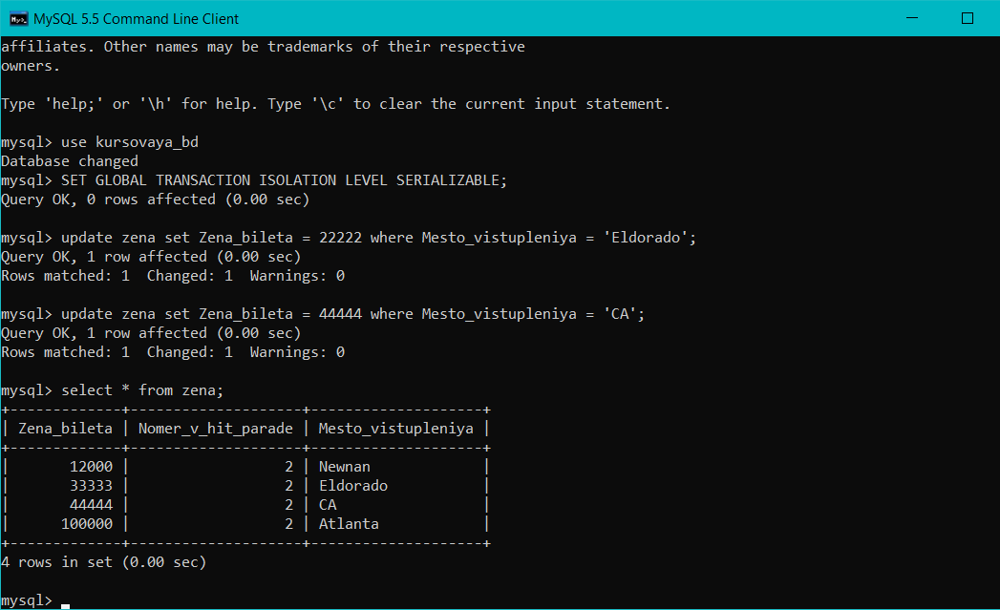 MySQL 5.5 Command Line Client
affiliates. Other names may be trademarks of their respective
owners.
Type 'help;' or '\h' for help. Type '\c' to clear the current input statement.
mysql> use kursovaya_bd
Database changed
mysql> SET GLOBAL TRANSACTION ISOLATION LEVEL SERIALIZABLE;
Query OK, 0 rows affected (0.00 sec)
mysql> update zena set Zena_bileta = 22222 where Mesto_vistupleniya = 'Eldorado';
Query OK, 1 row affected (0.00 sec)
Rows matched: 1  Changed: 1  Warnings: 0
mysql> update zena set Zena_bileta = 44444 where Mesto_vistupleniya = 'CA';
Query OK, 1 row affected (0.00 sec)
Rows matched: 1  Changed: 1  Warnings: 0
mysql> select * from zena;
+-------------+--------------------+--------------------+
| Zena_bileta | Nomer_v_hit_parade | Mesto_vistupleniya |
+-------------+--------------------+--------------------+
|       12000 |                  2 | Newnan             |
|       33333 |                  2 | Eldorado           |
|       44444 |                  2 | CA                 |
|      100000 |                  2 | Atlanta            |
+-------------+--------------------+--------------------+
4 rows in set (0.00 sec)
mysql>